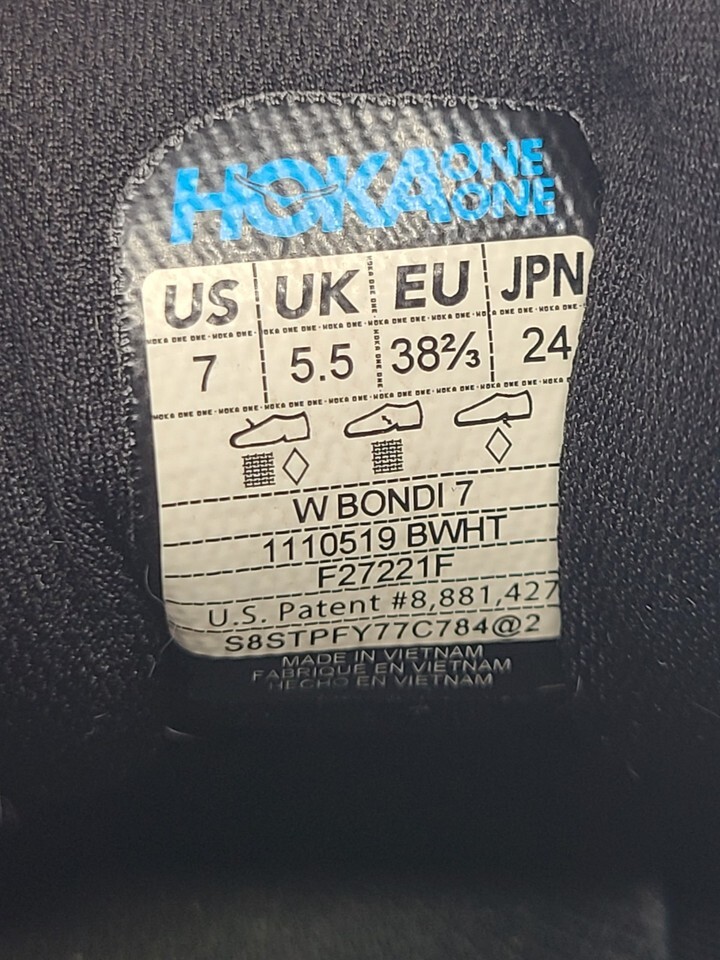 HOKA ONE ONE
US UK EU JPN
7 5.5 38⅔ 24
W BONDI 7
1110519 BWHT
F27221F
U.S. Patent #8,881,427
S8STPFY77C784@2
MADE IN VIETNAM
FABRIQUE EN VIETNAM
HECHO EN VIETNAM